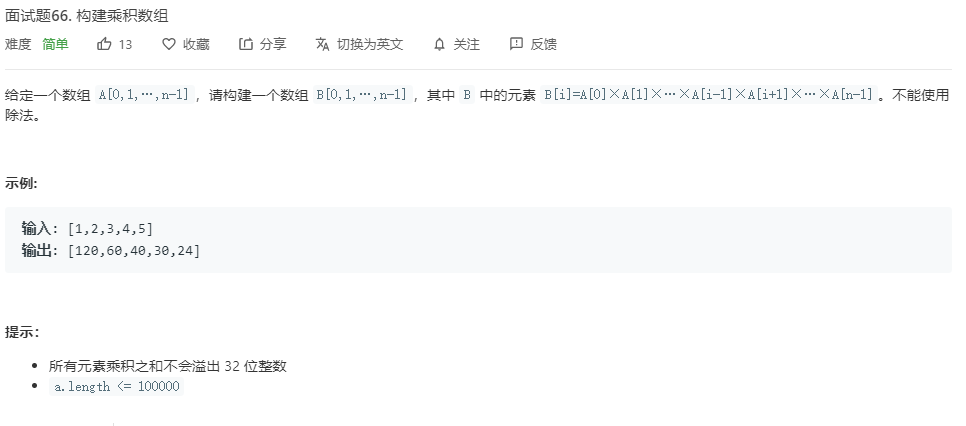 面试题66. 构建乘积数组
难度 简单 13 收藏 分享 切换为英文 关注 反馈
给定一个数组 A[0,1,…,n-1]，请构建一个数组 B[0,1,…,n-1]，其中 B 中的元素 B[i]=A[0]×A[1]×…×A[i-1]×A[i+1]×…×A[n-1]。不能使用
除法。
示例:
输入: [1,2,3,4,5]
输出: [120,60,40,30,24]
提示：
所有元素乘积之和不会溢出 32 位整数
a.length <= 100000